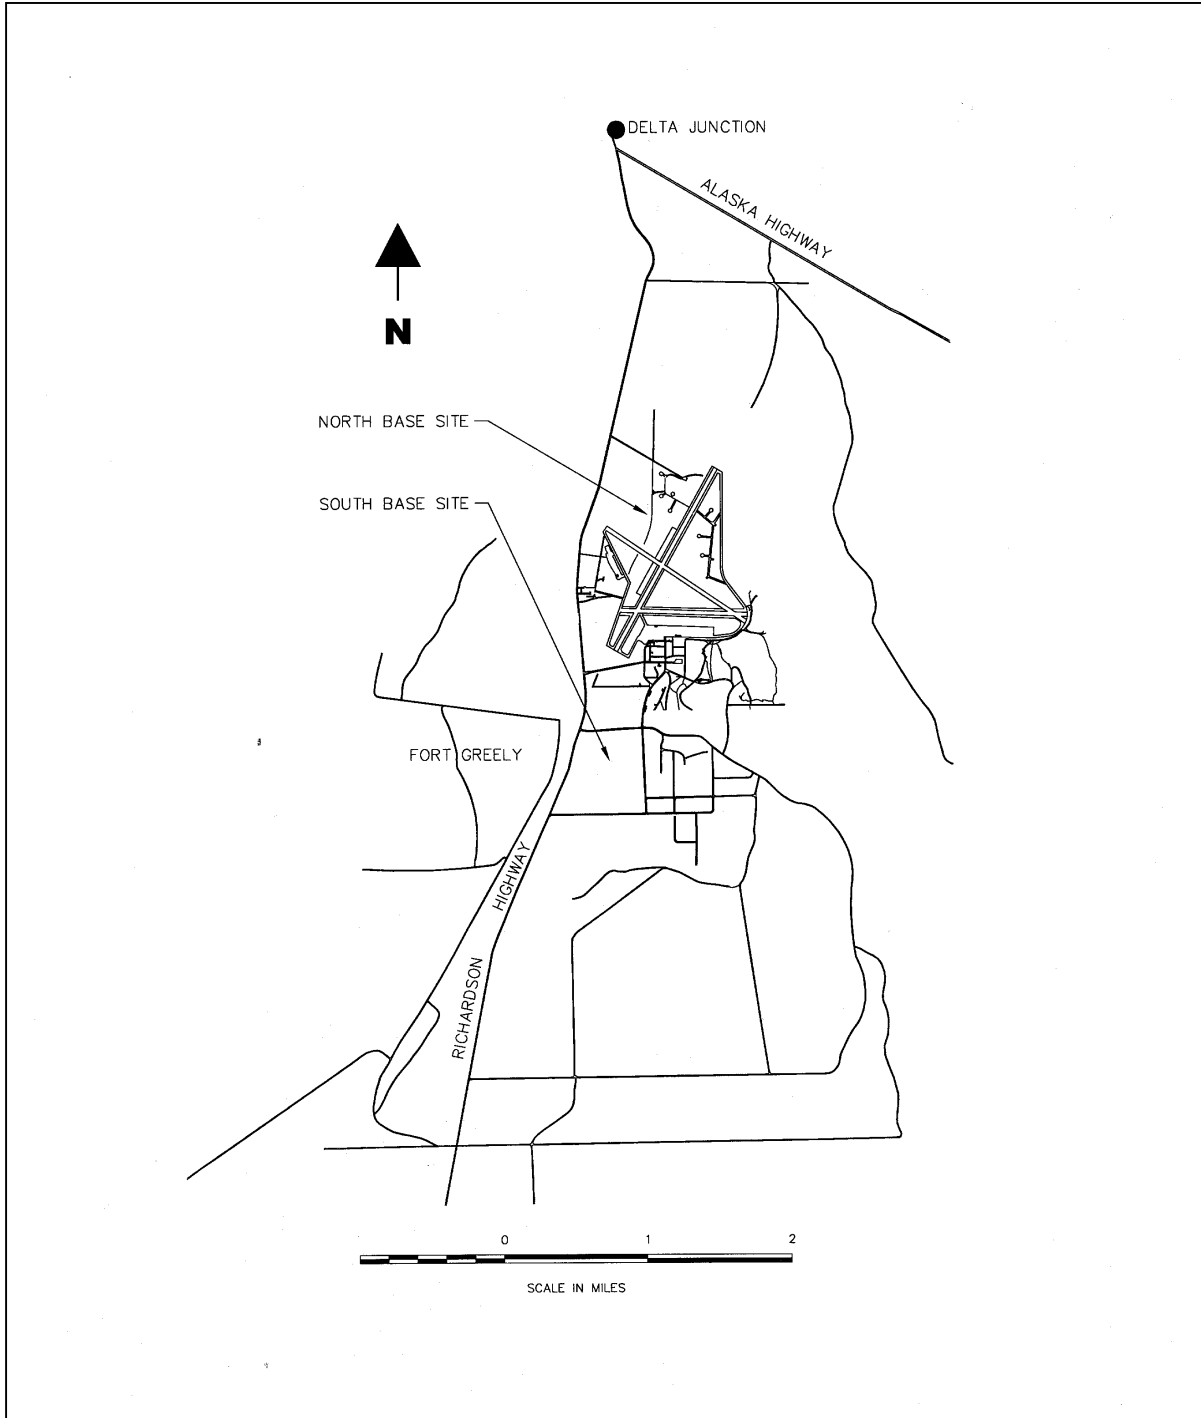 DELTA JUNCTION
ALASKA HIGHWAY
N
NORTH BASE SITE
SOUTH BASE SITE
FORT GREELY
RICHARDSON HIGHWAY
0 1 2
SCALE IN MILES